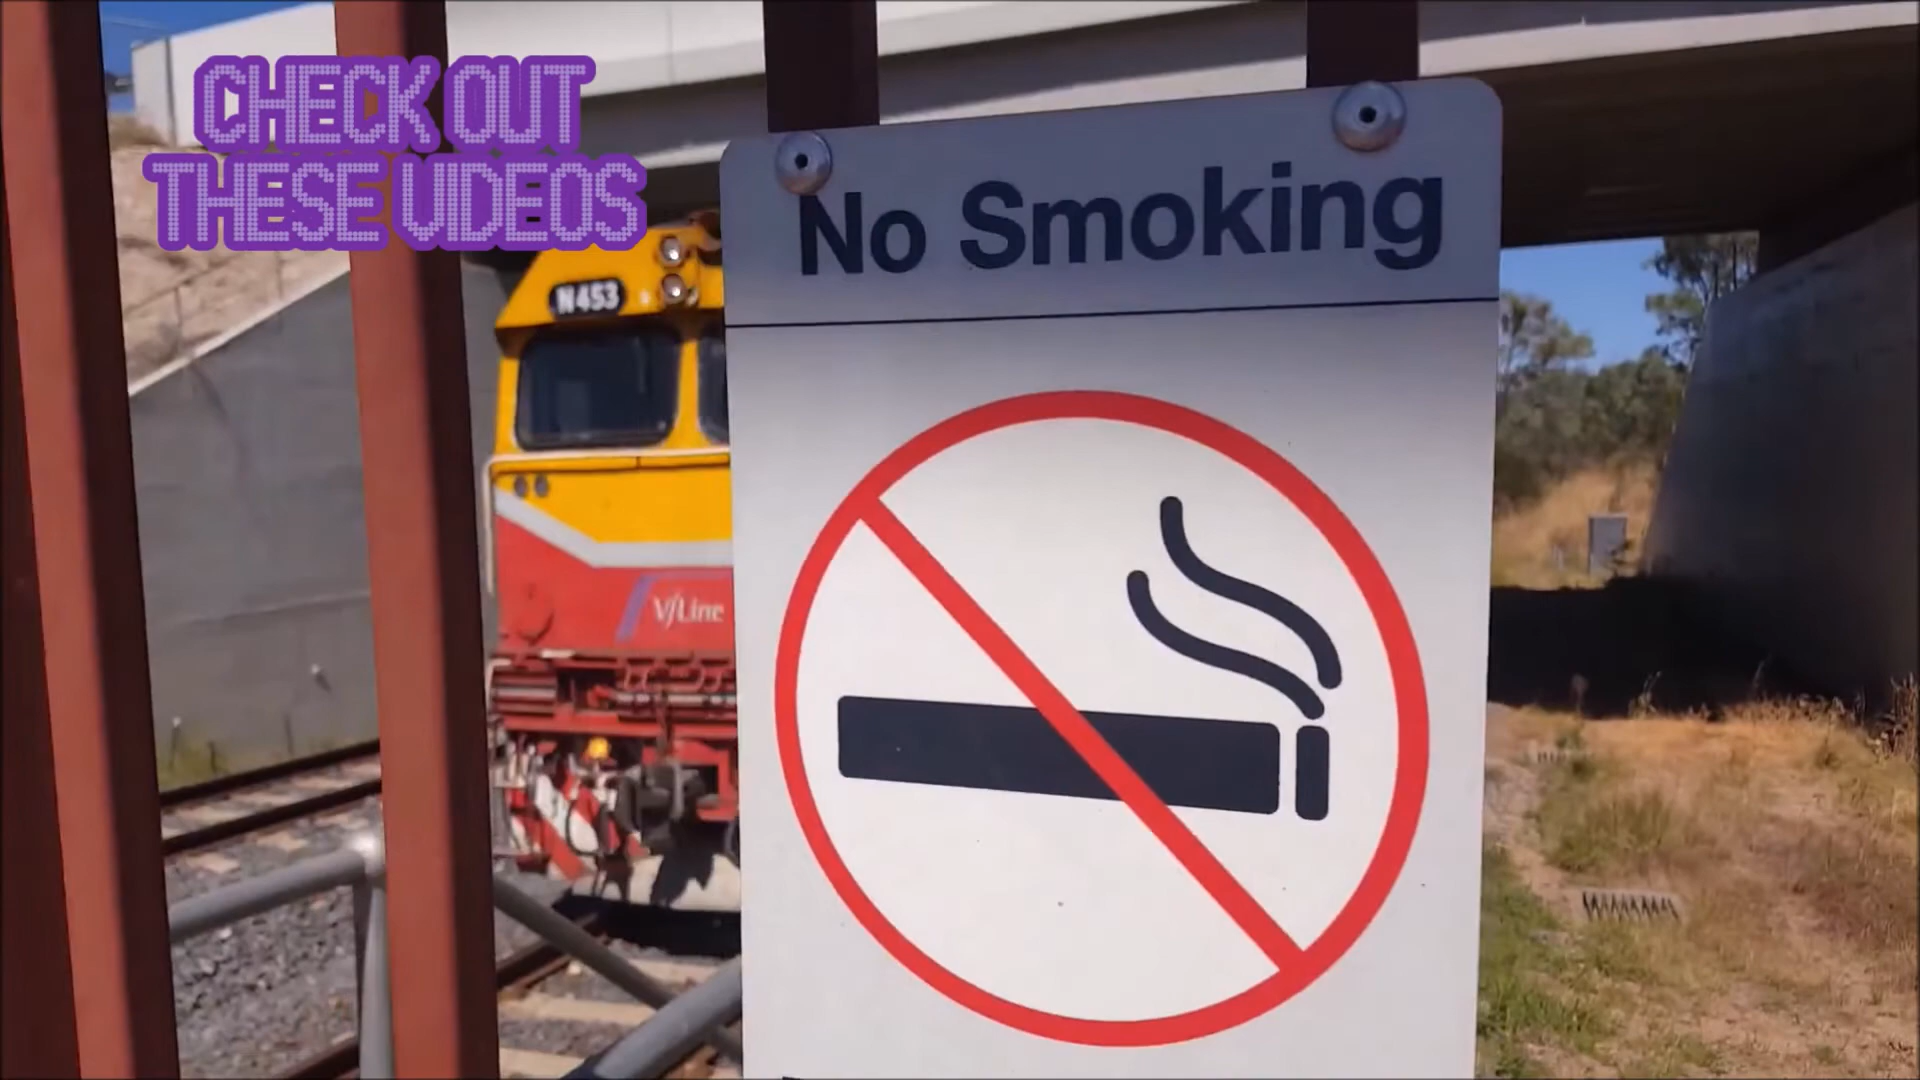 CHECK OUT
THESE VIDEOS
No Smoking
N453
V/Line